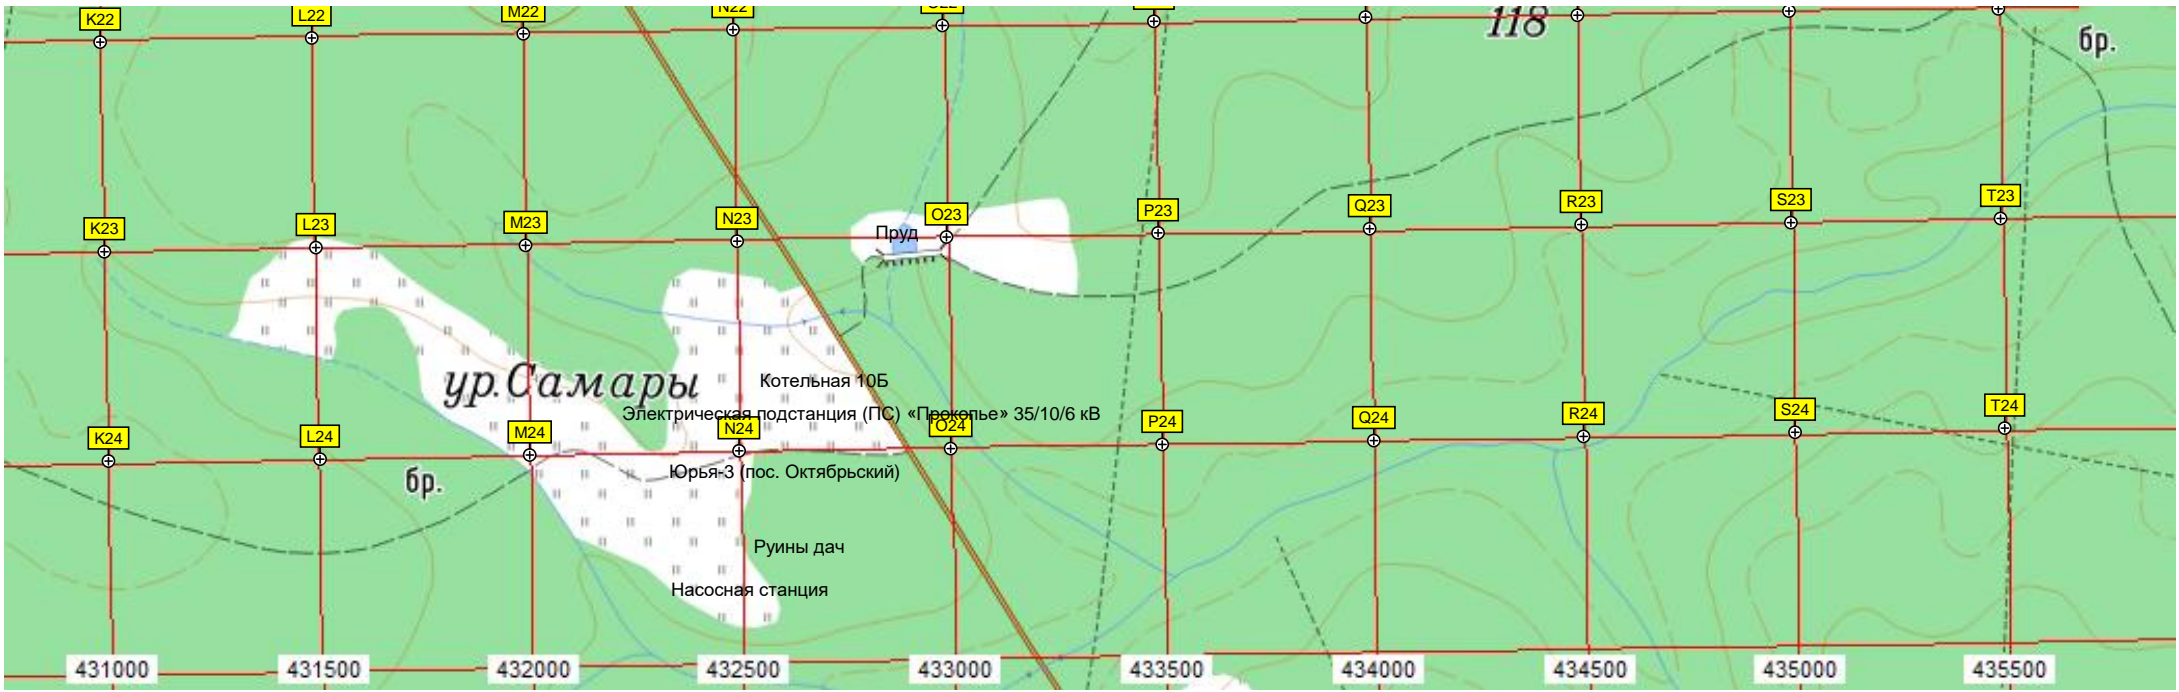 K22
L22
M22
N22
O22
118
бр.
K23
L23
M23
N23
O23
P23
Q23
R23
S23
T23
Пруд
ур.Самары
Котельная 10Б
Электрическая подстанция (ПС) «Прокопье» 35/10/6 кВ
K24
L24
M24
N24
O24
P24
Q24
R24
S24
T24
бр.
Юрья-3 (пос. Октябрьский)
Руины дач
Насосная станция
431000
431500
432000
432500
433000
433500
434000
434500
435000
435500